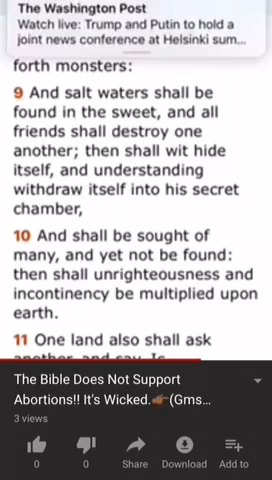 The Washington Post
Watch live: Trump and Putin to hold a
joint news conference at Helsinki sum...
forth monsters:
9 And salt waters shall be
found in the sweet, and all
friends shall destroy one
another; then shall wit hide
itself, and understanding
withdraw itself into his secret
chamber,
10 And shall be sought of
many, and yet not be found:
then shall unrighteousness and
incontinency be multiplied upon
earth.
11 One land also shall ask
another, and say, Is
The Bible Does Not Support
Abortions!! It's Wicked.👉🏾(Gms...
3 views
0
0
Share
Download
Add to